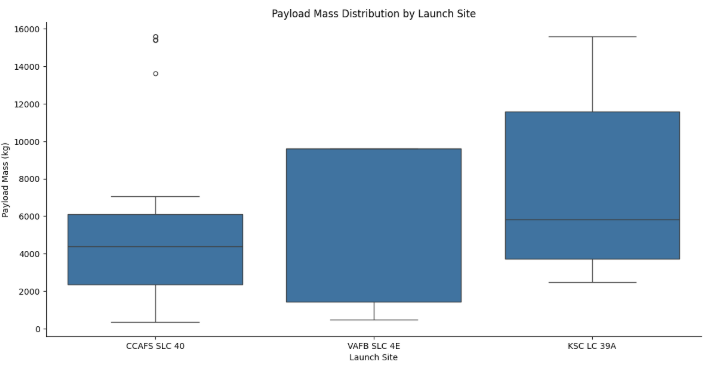 Payload Mass Distribution by Launch Site
16000
14000
12000
10000
8000
6000
4000
2000
0
Payload Mass (kg)
CCAFS SLC 40
VAFB SLC 4E
KSC LC 39A
Launch Site